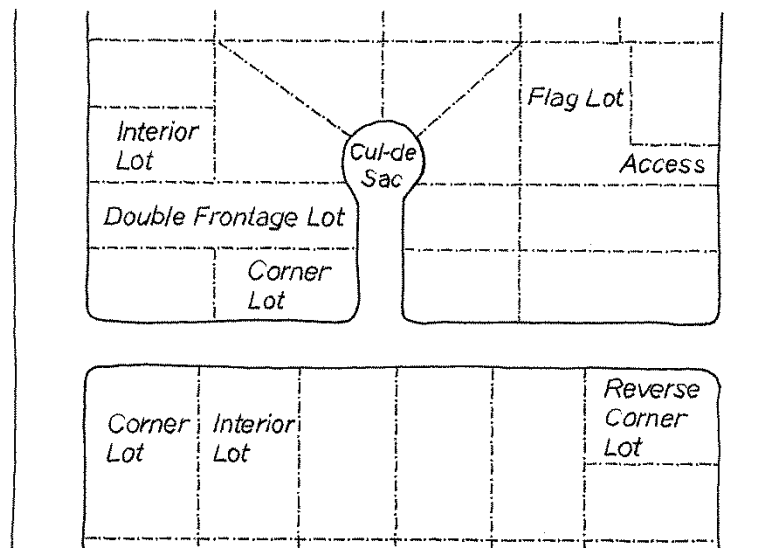 Flag Lot
Interior
Lot
Cul-de
Sac
Access
Double Frontage Lot
Corner
Lot
Corner
Lot
Interior
Lot
Reverse
Corner
Lot